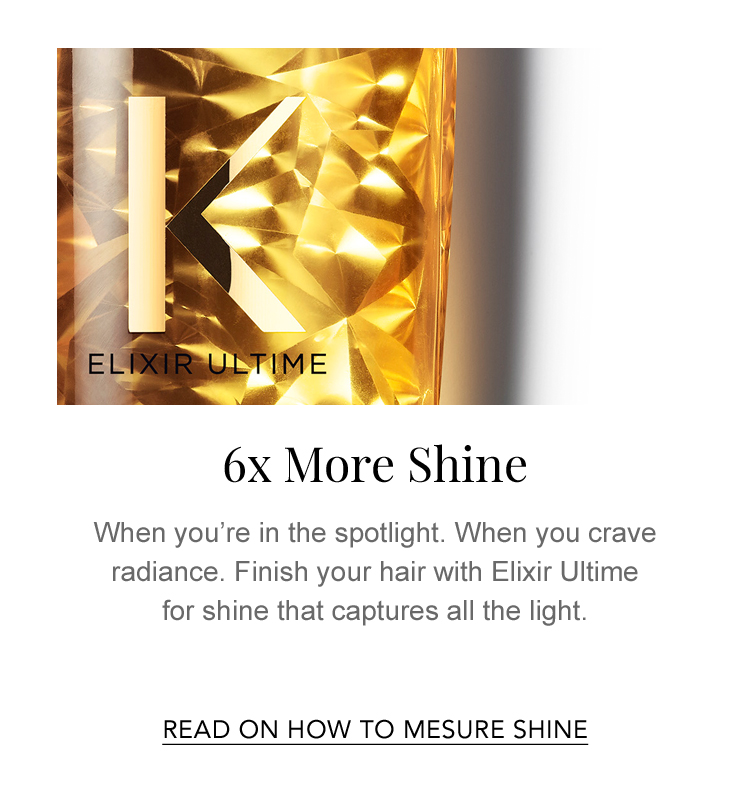 K
ELIXIR ULTIME
6x More Shine
When you’re in the spotlight. When you crave
radiance. Finish your hair with Elixir Ultime
for shine that captures all the light.
READ ON HOW TO MESURE SHINE